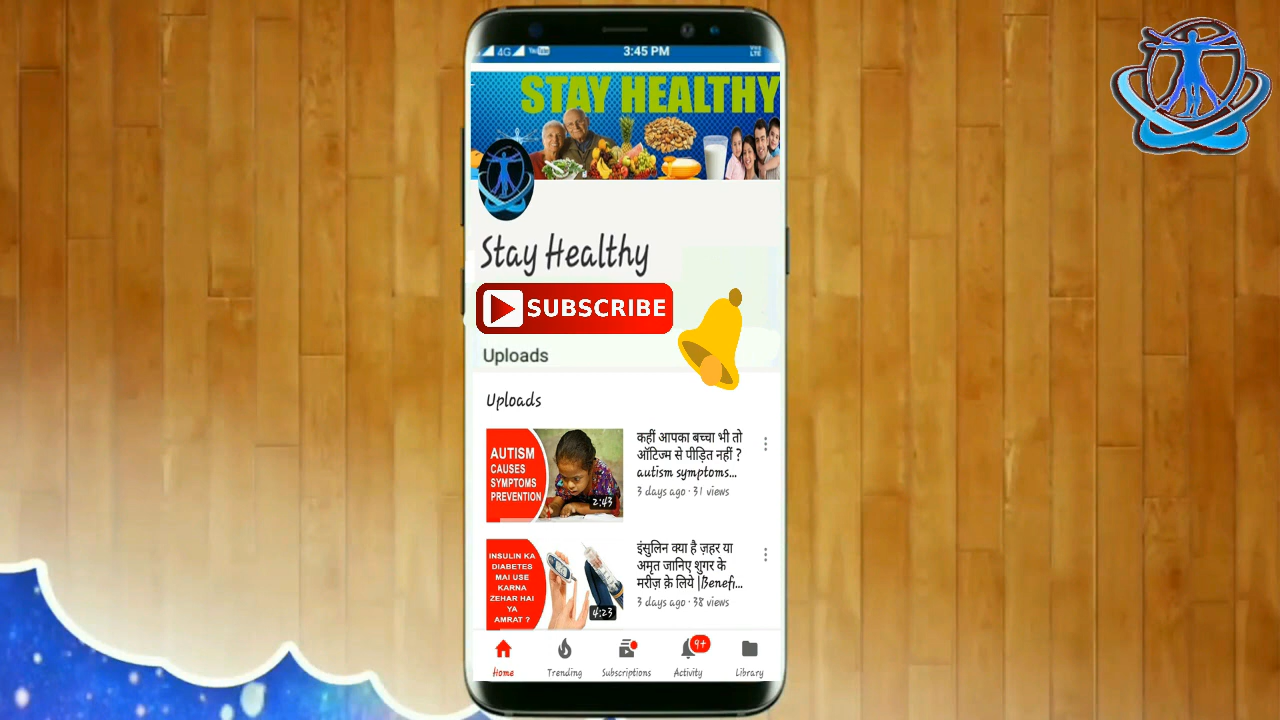 4G YouTube 3:45 PM VoLTE
STAY HEALTHY
Stay Healthy
SUBSCRIBE
Uploads
Uploads
AUTISM
CAUSES
SYMPTOMS
PREVENTION
2:43
कहीं आपका बच्चा भी तो
ऑटिज्म से पीड़ित नहीं ?
autism symptoms...
3 days ago · 31 views
INSULIN KA
DIABETES
MAI USE
KARNA
ZEHAR HAI
YA
AMRAT ?
4:23
इंसुलिन क्या है ज़हर या
अमृत जानिए शुगर के
मरीज़ के लिये |Benefi...
3 days ago · 38 views
9+
Home Trending Subscriptions Activity Library